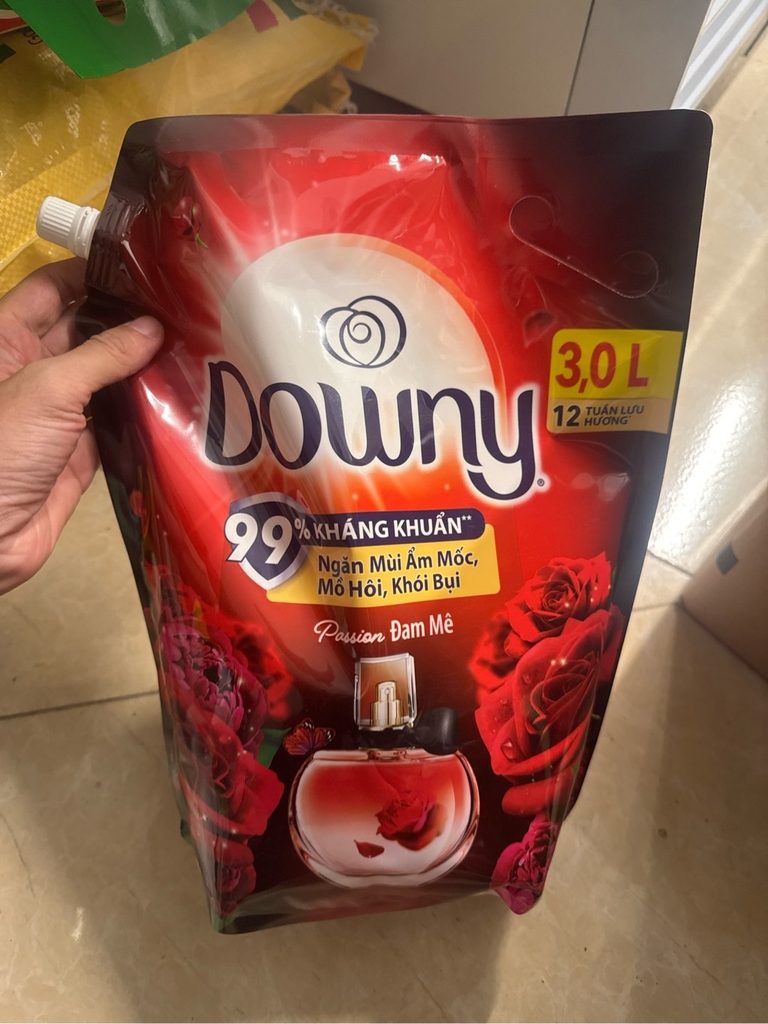 Downy®
3,0 L
12 TUẦN LƯU
HƯƠNG*
99% KHÁNG KHUẨN**
Ngăn Mùi Ẩm Mốc,
Mồ Hôi, Khói Bụi
Passion Đam Mê